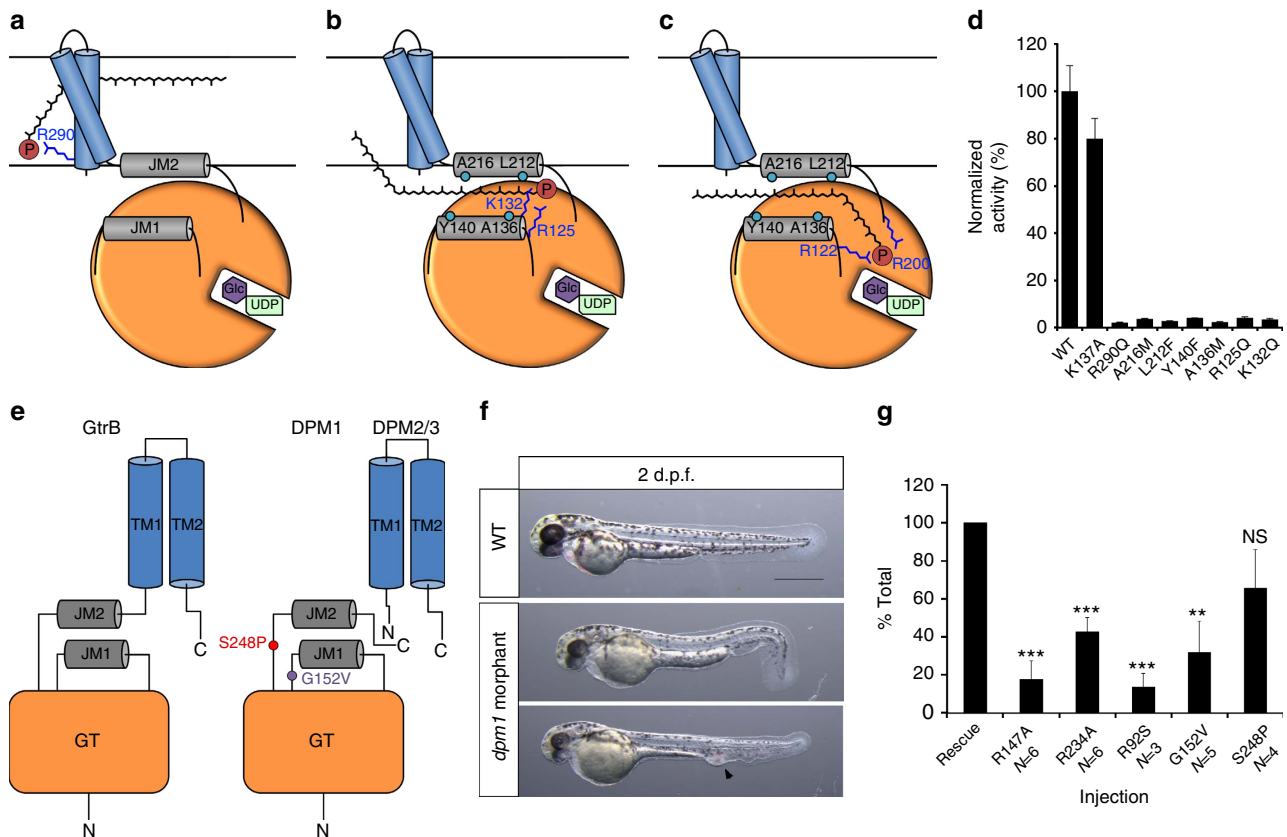 a
R290
P
JM2
JM1
Glc
UDP
b
A216 L212
P
K132
Y140 A136
R125
Glc
UDP
c
A216 L212
Y140 A136
R122
P
R200
Glc
UDP
d
Normalized
activity (%)
120
100
80
60
40
20
0
WT
K137A
R290Q
A216M
L212F
Y140F
A136M
R125Q
K132Q
e
GtrB
TM1 TM2
JM2
C
JM1
GT
N
DPM1 DPM2/3
TM1 TM2
JM2
N
S248P
C
C
JM1
G152V
GT
N
f
2 d.p.f.
WT
dpm1 morphant
g
% Total
120
100
80
60
40
20
0
***
***
***
**
NS
Rescue
R147A
N=6
R234A
N=6
R92S
N=3
G152V
N=5
S248P
N=4
Injection